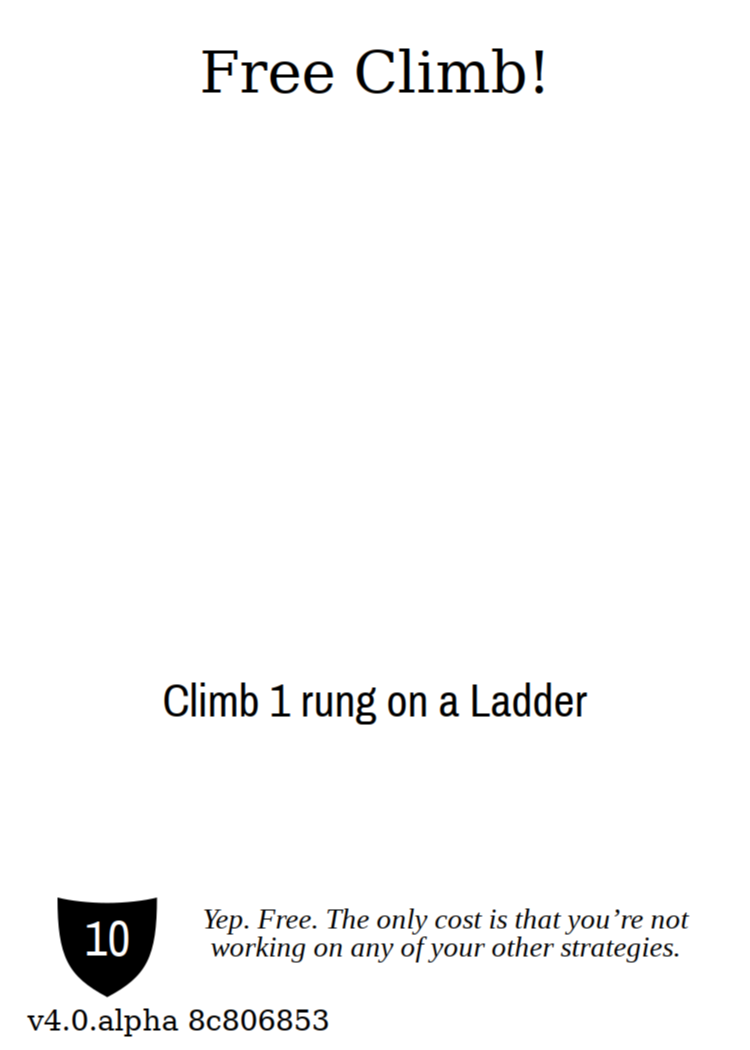 Free Climb!
Climb 1 rung on a Ladder
10
Yep. Free. The only cost is that you’re not
working on any of your other strategies.
v4.0.alpha 8c806853